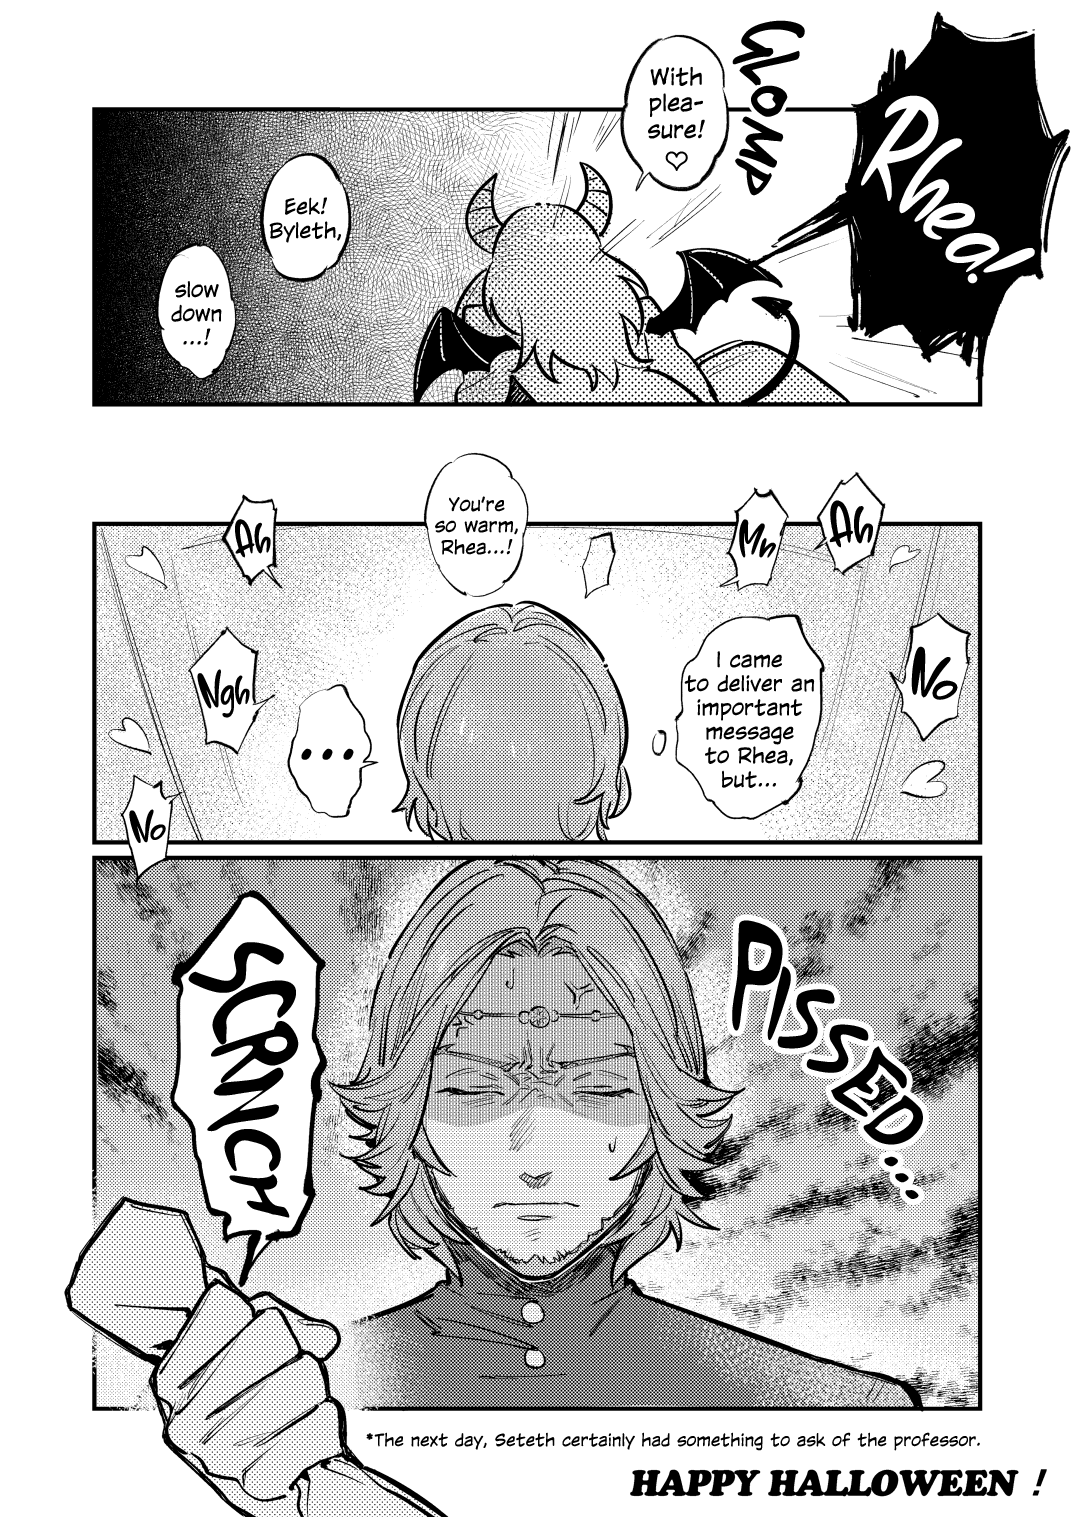 Rhea!
GLOMP
With
plea-
sure! ♡
Eek!
Byleth,
slow
down
...!
Ah
Mn
You're
so warm,
Rhea...!
Ah
No
I came
to deliver an
important
message
to Rhea,
but...
...
Ngh
No
PISSED...
SCRNCH
*The next day, Seteth certainly had something to ask of the professor.
HAPPY HALLOWEEN !